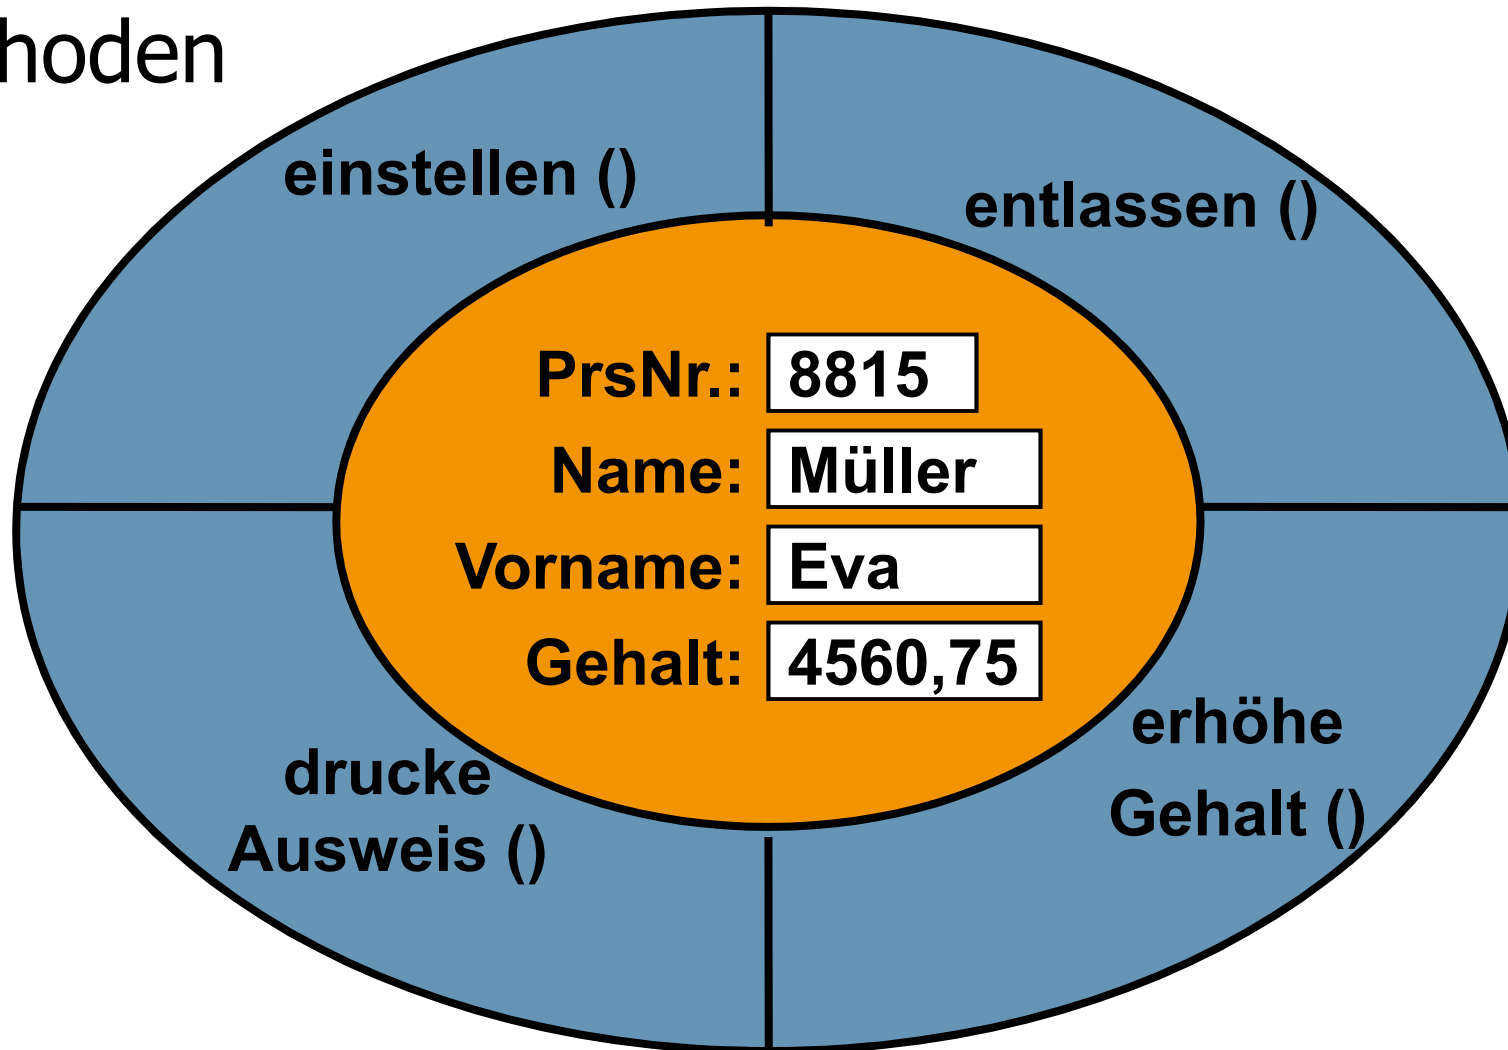 hoden
einstellen ()
entlassen ()
PrsNr.: 8815
Name: Müller
Vorname: Eva
Gehalt: 4560,75
drucke
Ausweis ()
erhöhe
Gehalt ()